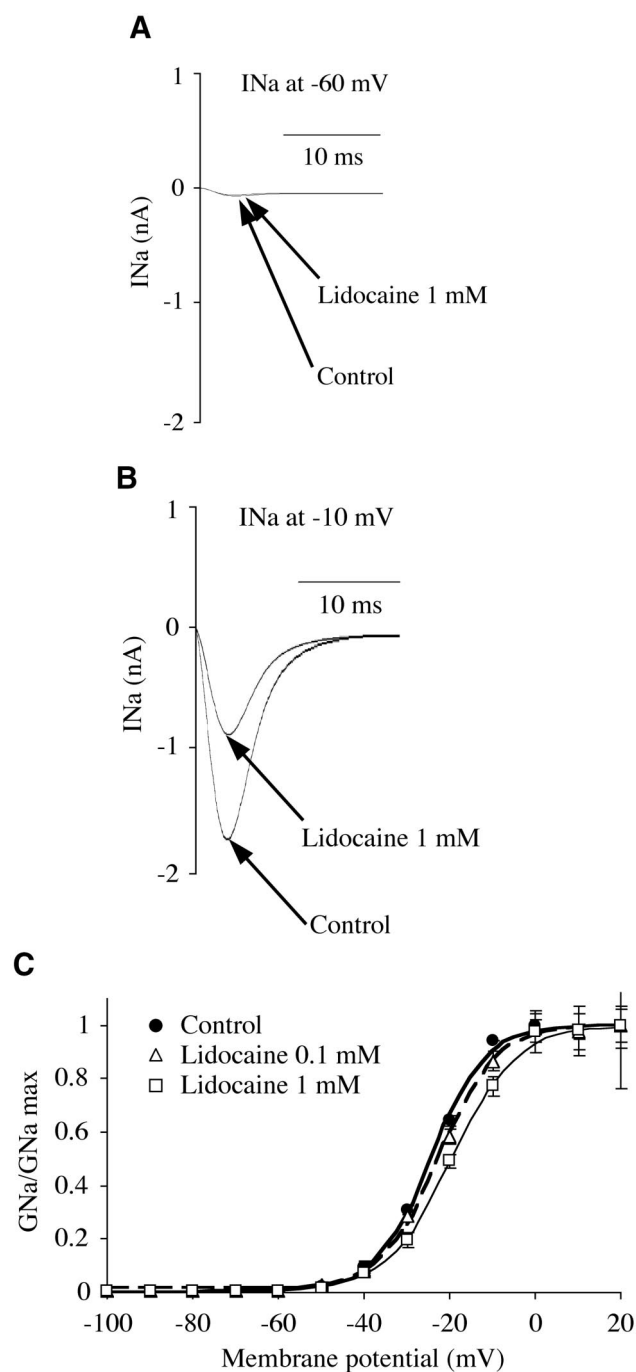 A
1
INa at -60 mV
10 ms
0
INa (nA)
-1
Lidocaine 1 mM
Control
-2
B
1
INa at -10 mV
10 ms
0
INa (nA)
-1
Lidocaine 1 mM
-2
Control
C
1
Control
Lidocaine 0.1 mM
0.8
Lidocaine 1 mM
0.6
GNa/GNa max
0.4
0.2
0
-100 -80 -60 -40 -20 0 20
Membrane potential (mV)